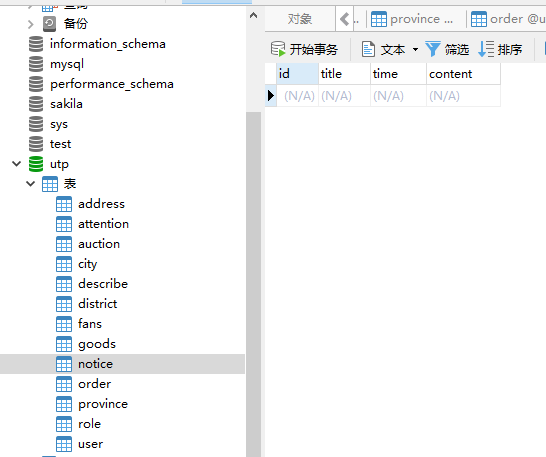 查询
备份
information_schema
mysql
performance_schema
sakila
sys
test
utp
表
address
attention
auction
city
describe
district
fans
goods
notice
order
province
role
user
对象 .. province ... order @u
开始事务 文本 筛选 排序
id title time content
(N/A) (N/A) (N/A) (N/A)